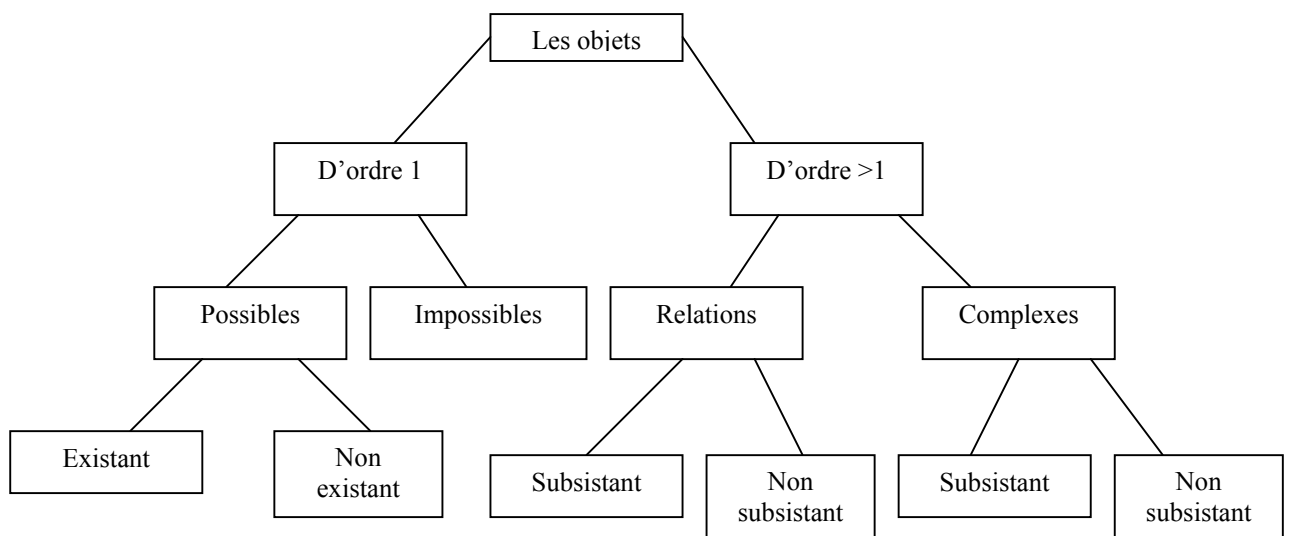 Les objets
D’ordre 1
D’ordre >1
Possibles
Impossibles
Relations
Complexes
Existant
Non
existant
Subsistant
Non
subsistant
Subsistant
Non
subsistant